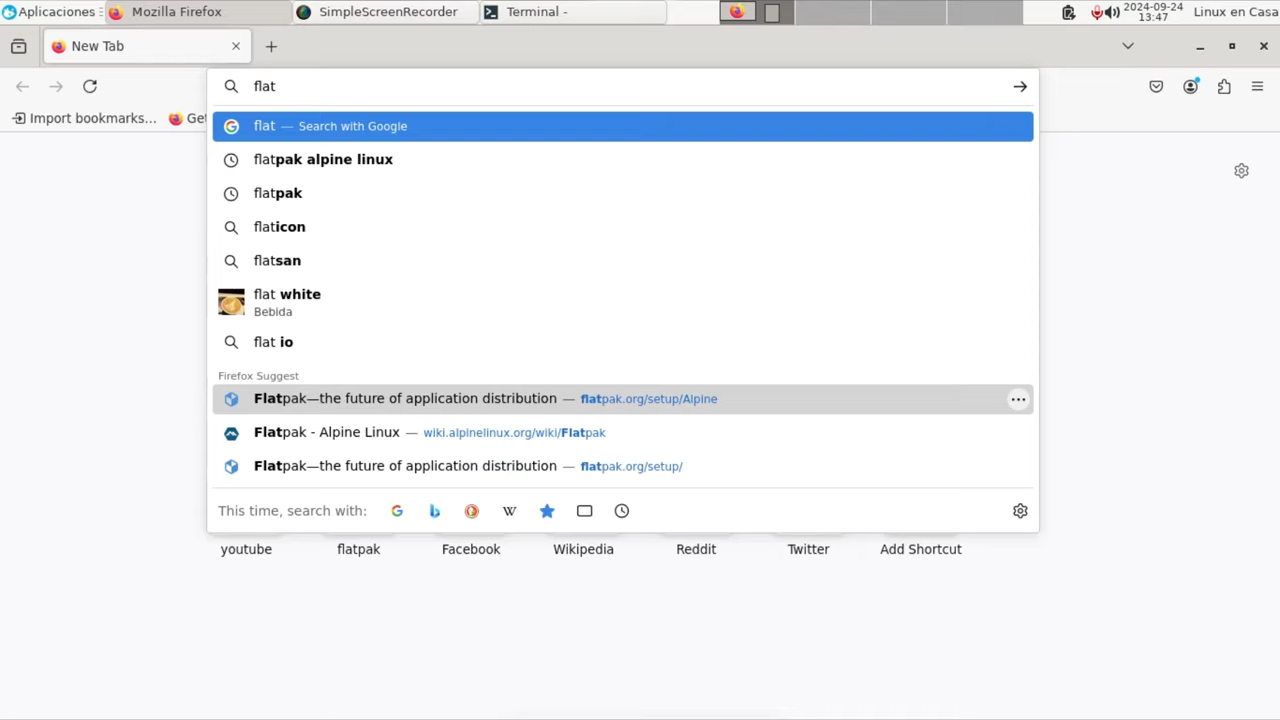 Aplicaciones
Mozilla Firefox
SimpleScreenRecorder
Terminal -
2024-09-24
13:47
Linux en Casa
New Tab
flat
Import bookmarks...
Get
flat — Search with Google
flatpak alpine linux
flatpak
flaticon
flatsan
flat white
Bebida
flat io
Firefox Suggest
Flatpak—the future of application distribution — flatpak.org/setup/Alpine
Flatpak - Alpine Linux — wiki.alpinelinux.org/wiki/Flatpak
Flatpak—the future of application distribution — flatpak.org/setup/
This time, search with:
youtube
flatpak
Facebook
Wikipedia
Reddit
Twitter
Add Shortcut